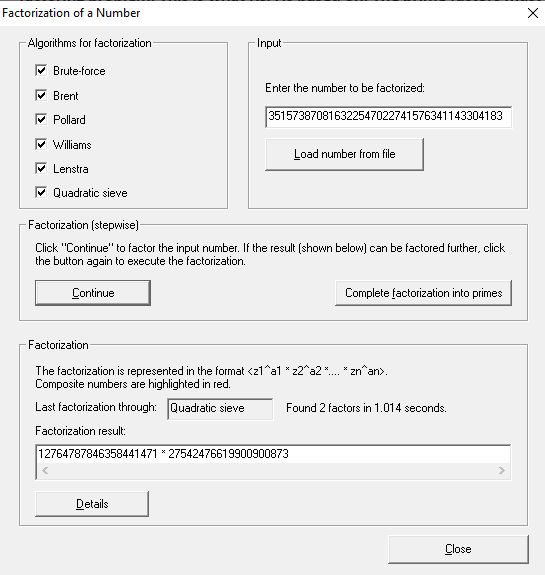 Factorization of a Number
Algorithms for factorization
Brute-force
Brent
Pollard
Williams
Lenstra
Quadratic sieve
Input
Enter the number to be factorized:
351573870816322547022741576341143304183
Load number from file
Factorization (stepwise)
Click "Continue" to factor the input number. If the result (shown below) can be factored further, click
the button again to execute the factorization.
Continue
Complete factorization into primes
Factorization
The factorization is represented in the format <z1^a1 * z2^a2 *.... * zn^an>.
Composite numbers are highlighted in red.
Last factorization through: Quadratic sieve Found 2 factors in 1.014 seconds.
Factorization result:
12764787846358441471 * 27542476619900900873
Details
Close